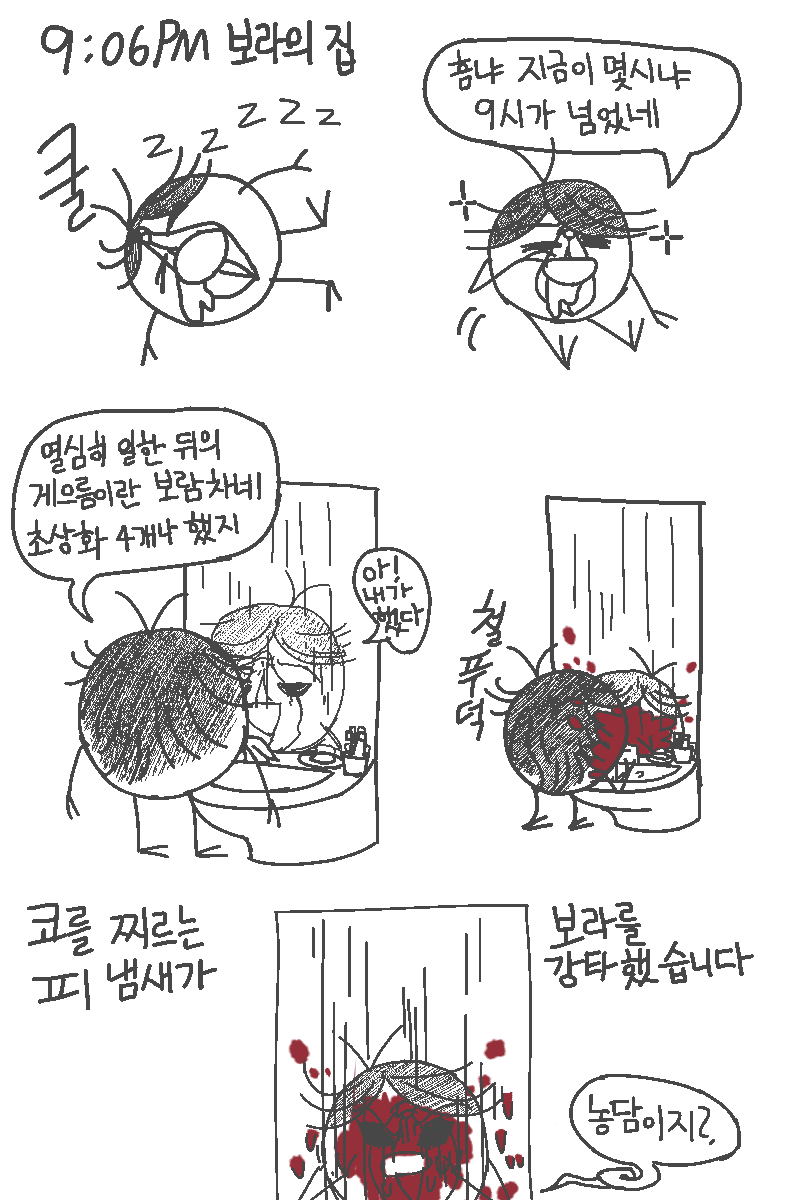 9:06PM 보라의 집
쿨
z z z z z
흠냐 지금이 몇시냐
9시가 넘었네
열심히 일한 뒤의
게으름이란 보람차네!
초상화 4개나 했지
아!
내가
했다
철
푸
덕
코를 찌르는
피 냄새가
보라를
강타했습니다
농담이지?